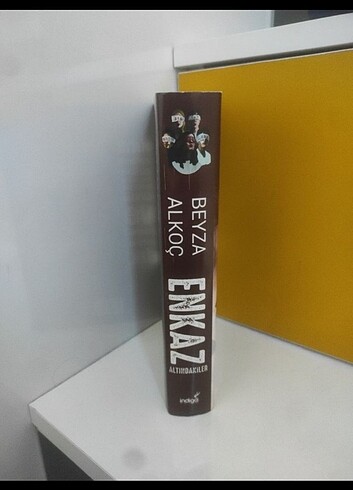 BEYZA
ALKOÇ
ENKAZ
ALTINDAKİLER
indigo